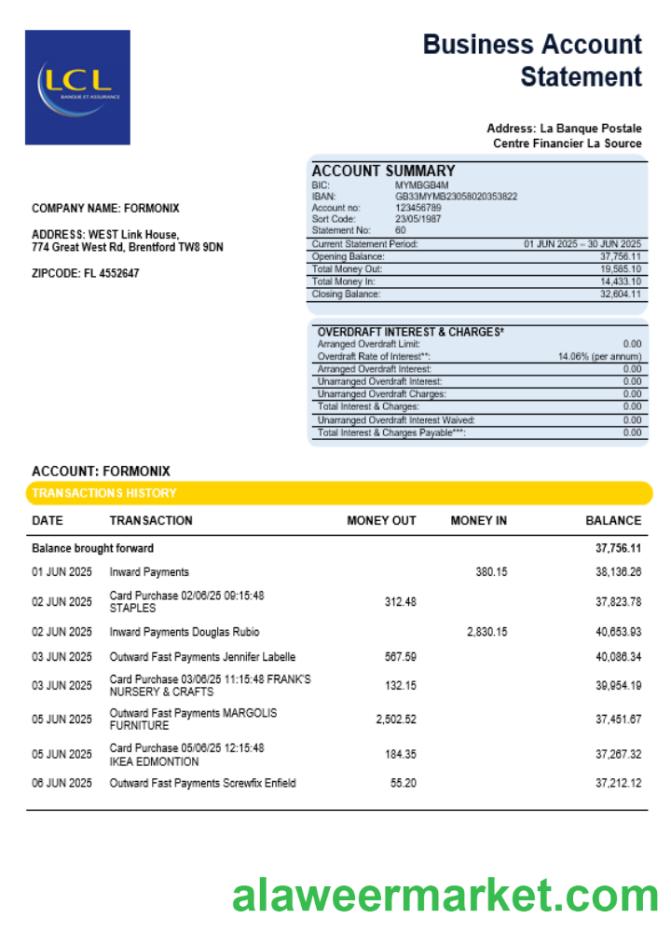 LCL
BANQUE ET ASSURANCE
Business Account
Statement
Address: La Banque Postale
Centre Financier La Source
COMPANY NAME: FORMONIX
ADDRESS: WEST Link House,
774 Great West Rd, Brentford TW8 9DN
ZIPCODE: FL 4552647
ACCOUNT SUMMARY
BIC: MYMBGB4M
IBAN: GB33MYMB23058020353822
Account no: 123456789
Sort Code: 23/05/1987
Statement No: 60
Current Statement Period: 01 JUN 2025 – 30 JUN 2025
Opening Balance: 37,756.11
Total Money Out: 19,585.10
Total Money In: 14,433.10
Closing Balance: 32,604.11
OVERDRAFT INTEREST & CHARGES*
Arranged Overdraft Limit: 0.00
Overdraft Rate of Interest**: 14.06% (per annum)
Arranged Overdraft Interest: 0.00
Unarranged Overdraft Interest: 0.00
Unarranged Overdraft Charges: 0.00
Total Interest & Charges: 0.00
Unarranged Overdraft Interest Waived: 0.00
Total Interest & Charges Payable***: 0.00
ACCOUNT: FORMONIX
TRANSACTIONS HISTORY
DATE TRANSACTION MONEY OUT MONEY IN BALANCE
Balance brought forward 37,756.11
01 JUN 2025 Inward Payments 380.15 38,136.26
02 JUN 2025 Card Purchase 02/06/25 09:15:48 312.48 37,823.78
STAPLES
02 JUN 2025 Inward Payments Douglas Rubio 2,830.15 40,653.93
03 JUN 2025 Outward Fast Payments Jennifer Labelle 567.59 40,086.34
03 JUN 2025 Card Purchase 03/06/25 11:15:48 FRANK'S 132.15 39,954.19
NURSERY & CRAFTS
05 JUN 2025 Outward Fast Payments MARGOLIS 2,502.52 37,451.67
FURNITURE
05 JUN 2025 Card Purchase 05/06/25 12:15:48 184.35 37,267.32
IKEA EDMONTION
06 JUN 2025 Outward Fast Payments Screwfix Enfield 55.20 37,212.12
alaweermarket.com